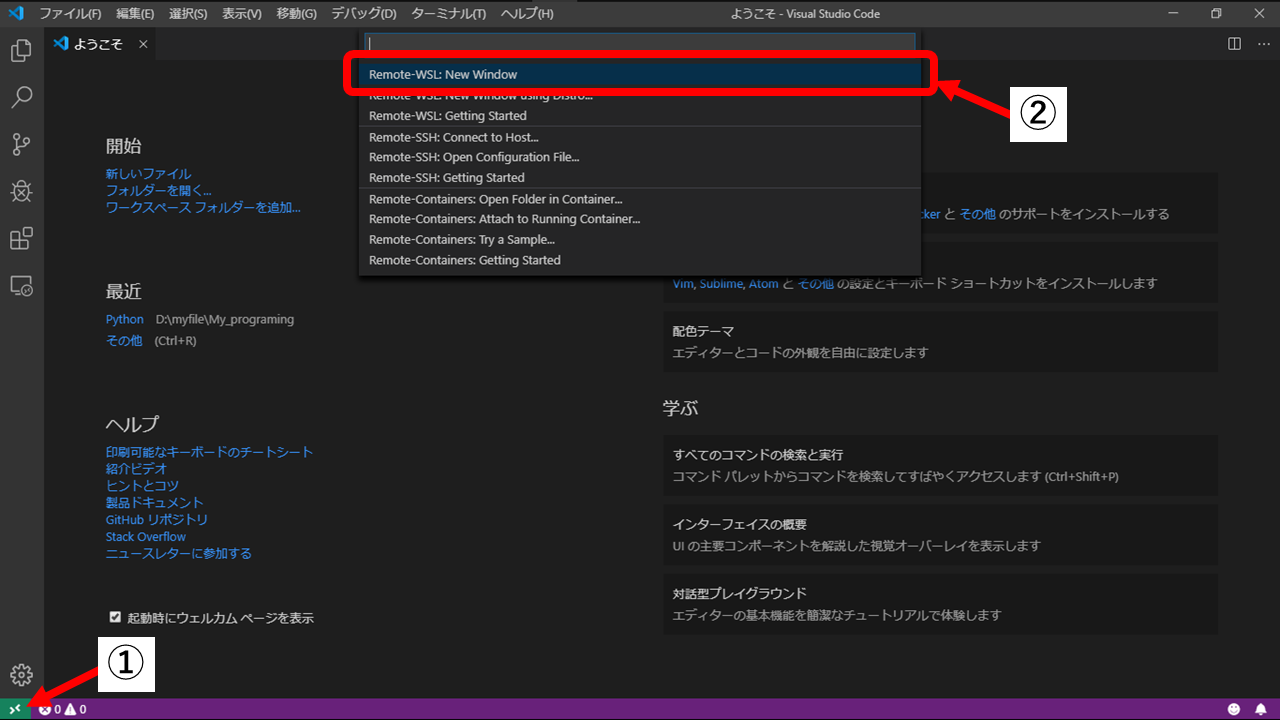 ファイル(F) 編集(E) 選択(S) 表示(V) 移動(G) デバッグ(D) ターミナル(T) ヘルプ(H) ようこそ - Visual Studio Code
ようこそ
Remote-WSL: New Window
Remote-WSL: New Window using Distro...
Remote-WSL: Getting Started
Remote-SSH: Connect to Host...
Remote-SSH: Open Configuration File...
Remote-SSH: Getting Started
Remote-Containers: Open Folder in Container...
Remote-Containers: Attach to Running Container...
Remote-Containers: Try a Sample...
Remote-Containers: Getting Started
②
開始
新しいファイル
フォルダーを開く...
ワークスペース フォルダーを追加...
最近
Python D:\myfile\My_programing
その他 (Ctrl+R)
ヘルプ
印刷可能なキーボードのチートシート
紹介ビデオ
ヒントとコツ
製品ドキュメント
GitHub リポジトリ
Stack Overflow
ニュースレターに参加する
起動時にウェルカム ページを表示
と その他 のサポートをインストールする
Vim, Sublime, Atom と その他 の設定とキーボード ショートカットをインストールします
配色テーマ
エディターとコードの外観を自由に設定します
学ぶ
すべてのコマンドの検索と実行
コマンド パレットからコマンドを検索してすばやくアクセスします (Ctrl+Shift+P)
インターフェイスの概要
UI の主要コンポーネントを解説した視覚オーバーレイを表示します
対話型プレイグラウンド
エディターの基本機能を簡潔なチュートリアルで体験します
①
0 0